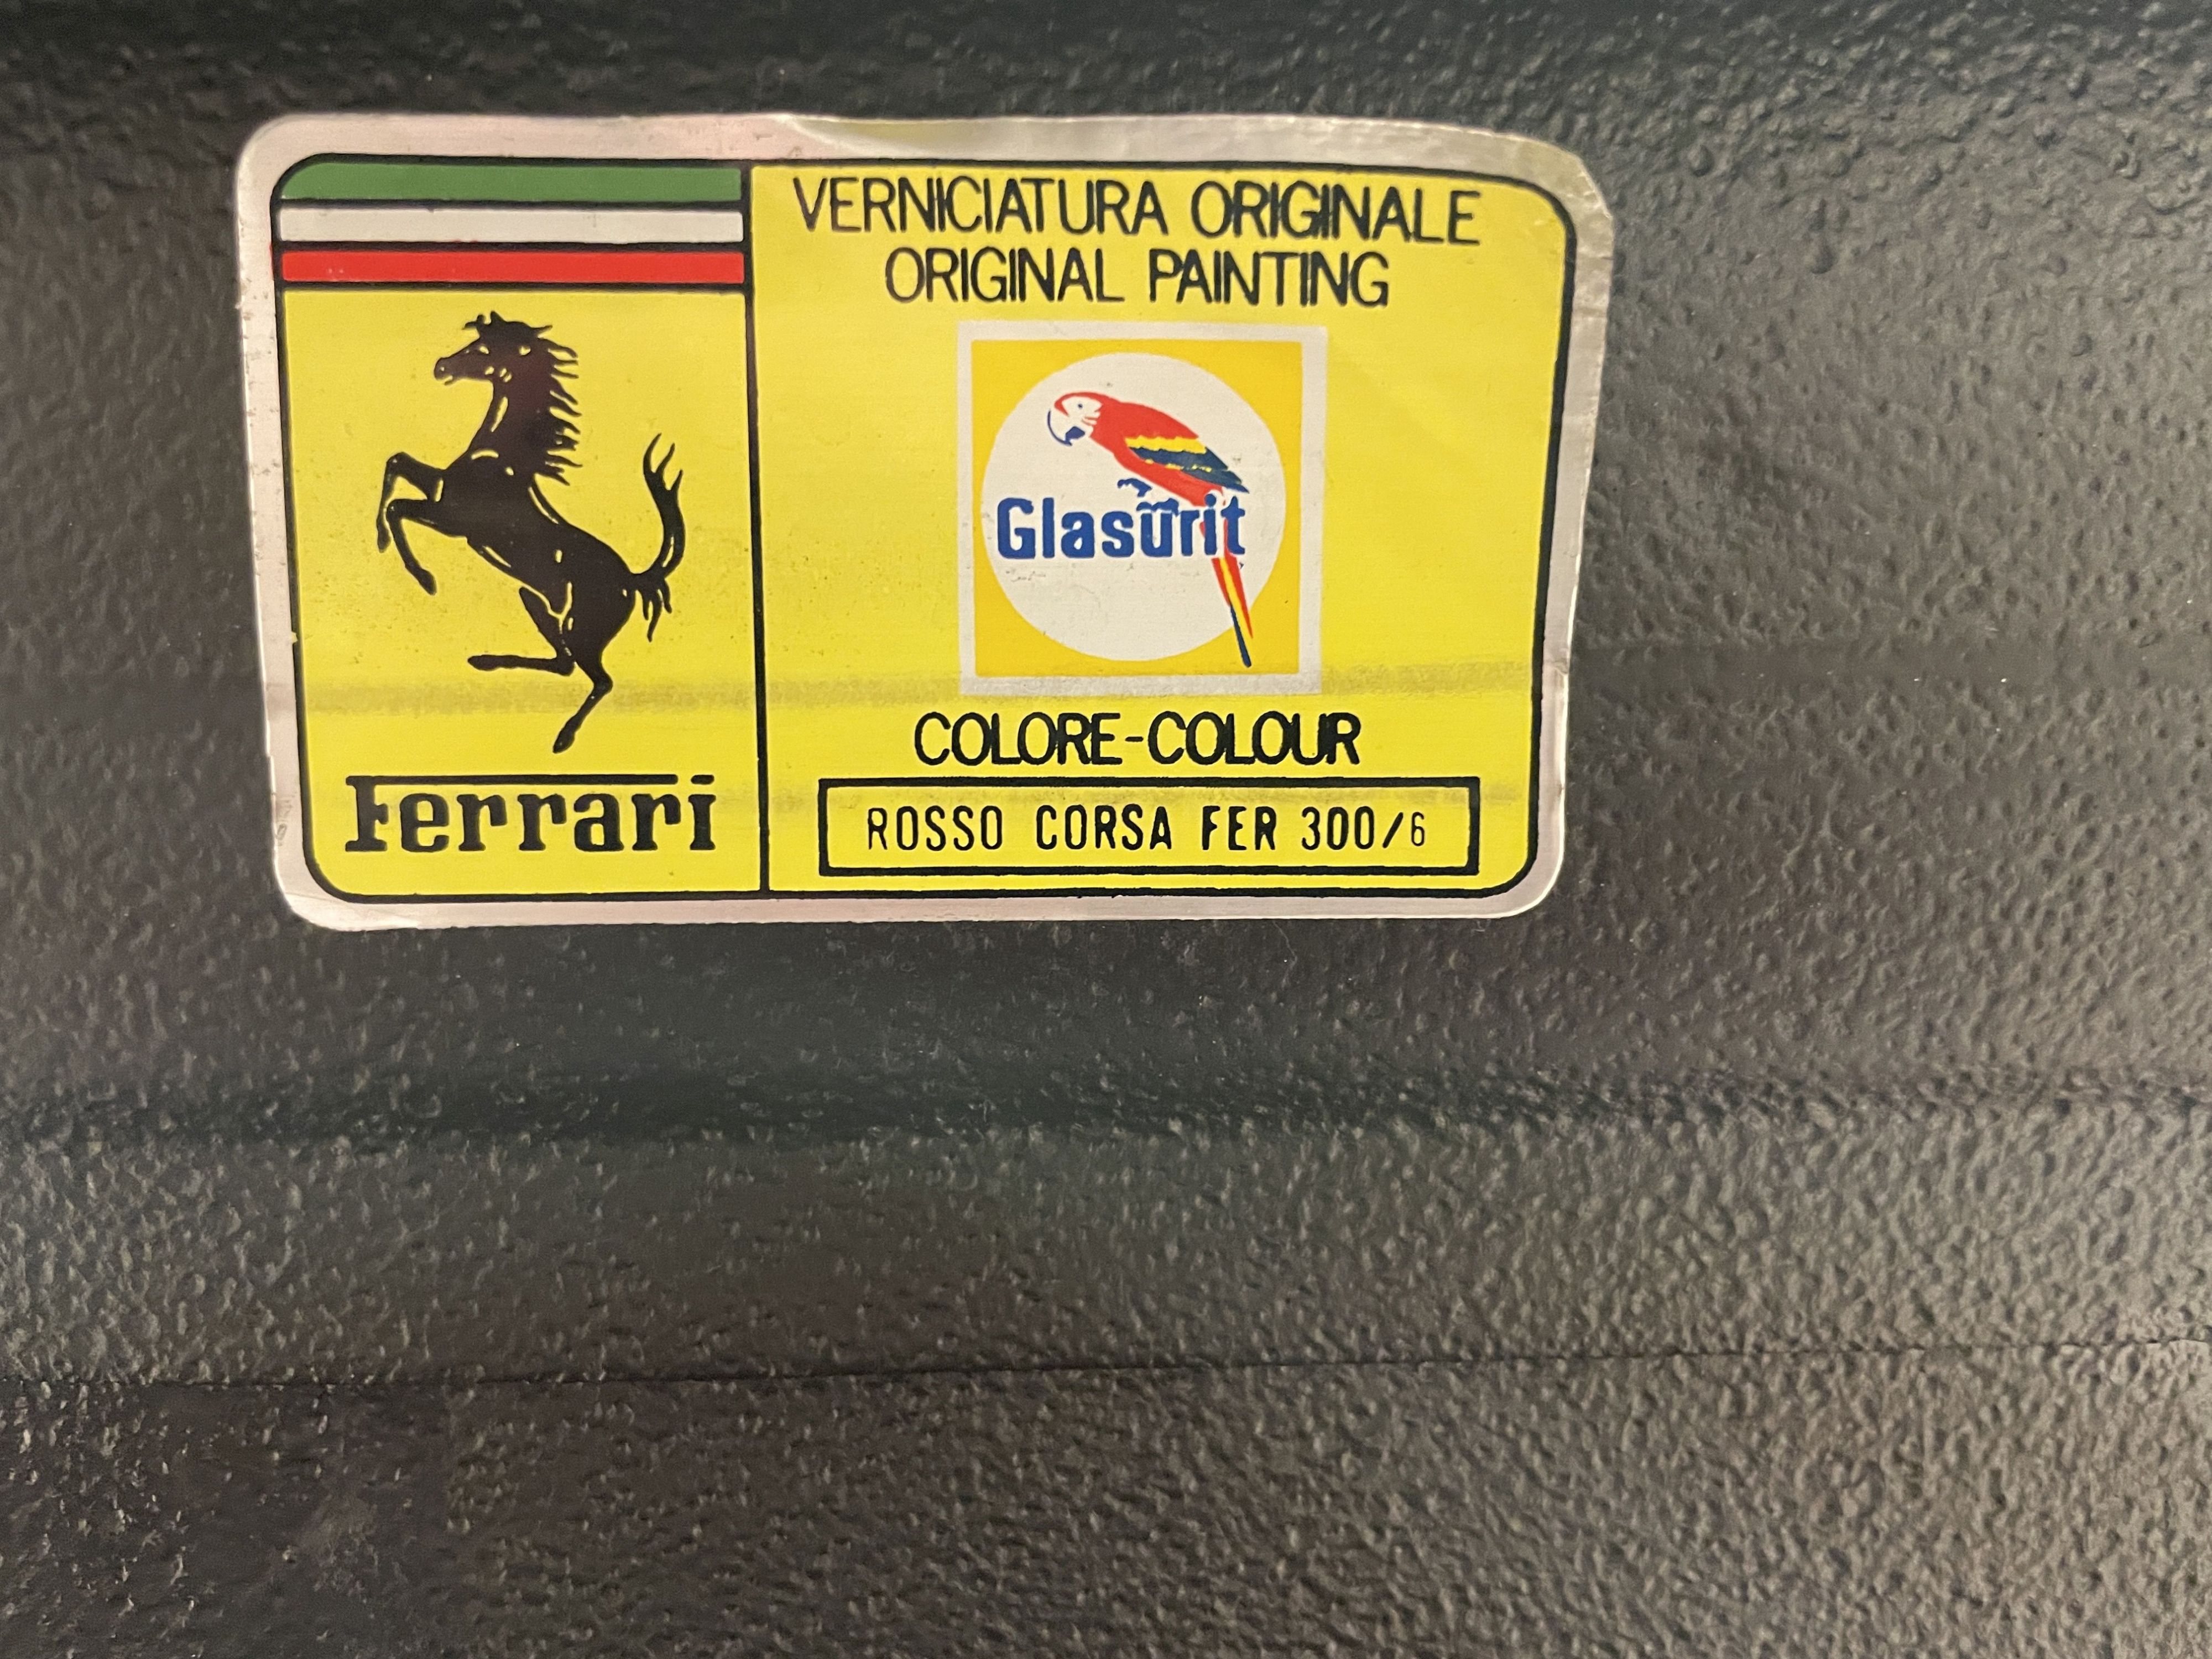 VERNICIATURA ORIGINALE
ORIGINAL PAINTING
Glasurit
COLORE-COLOUR
ROSSO CORSA FER 300/6
Ferrari